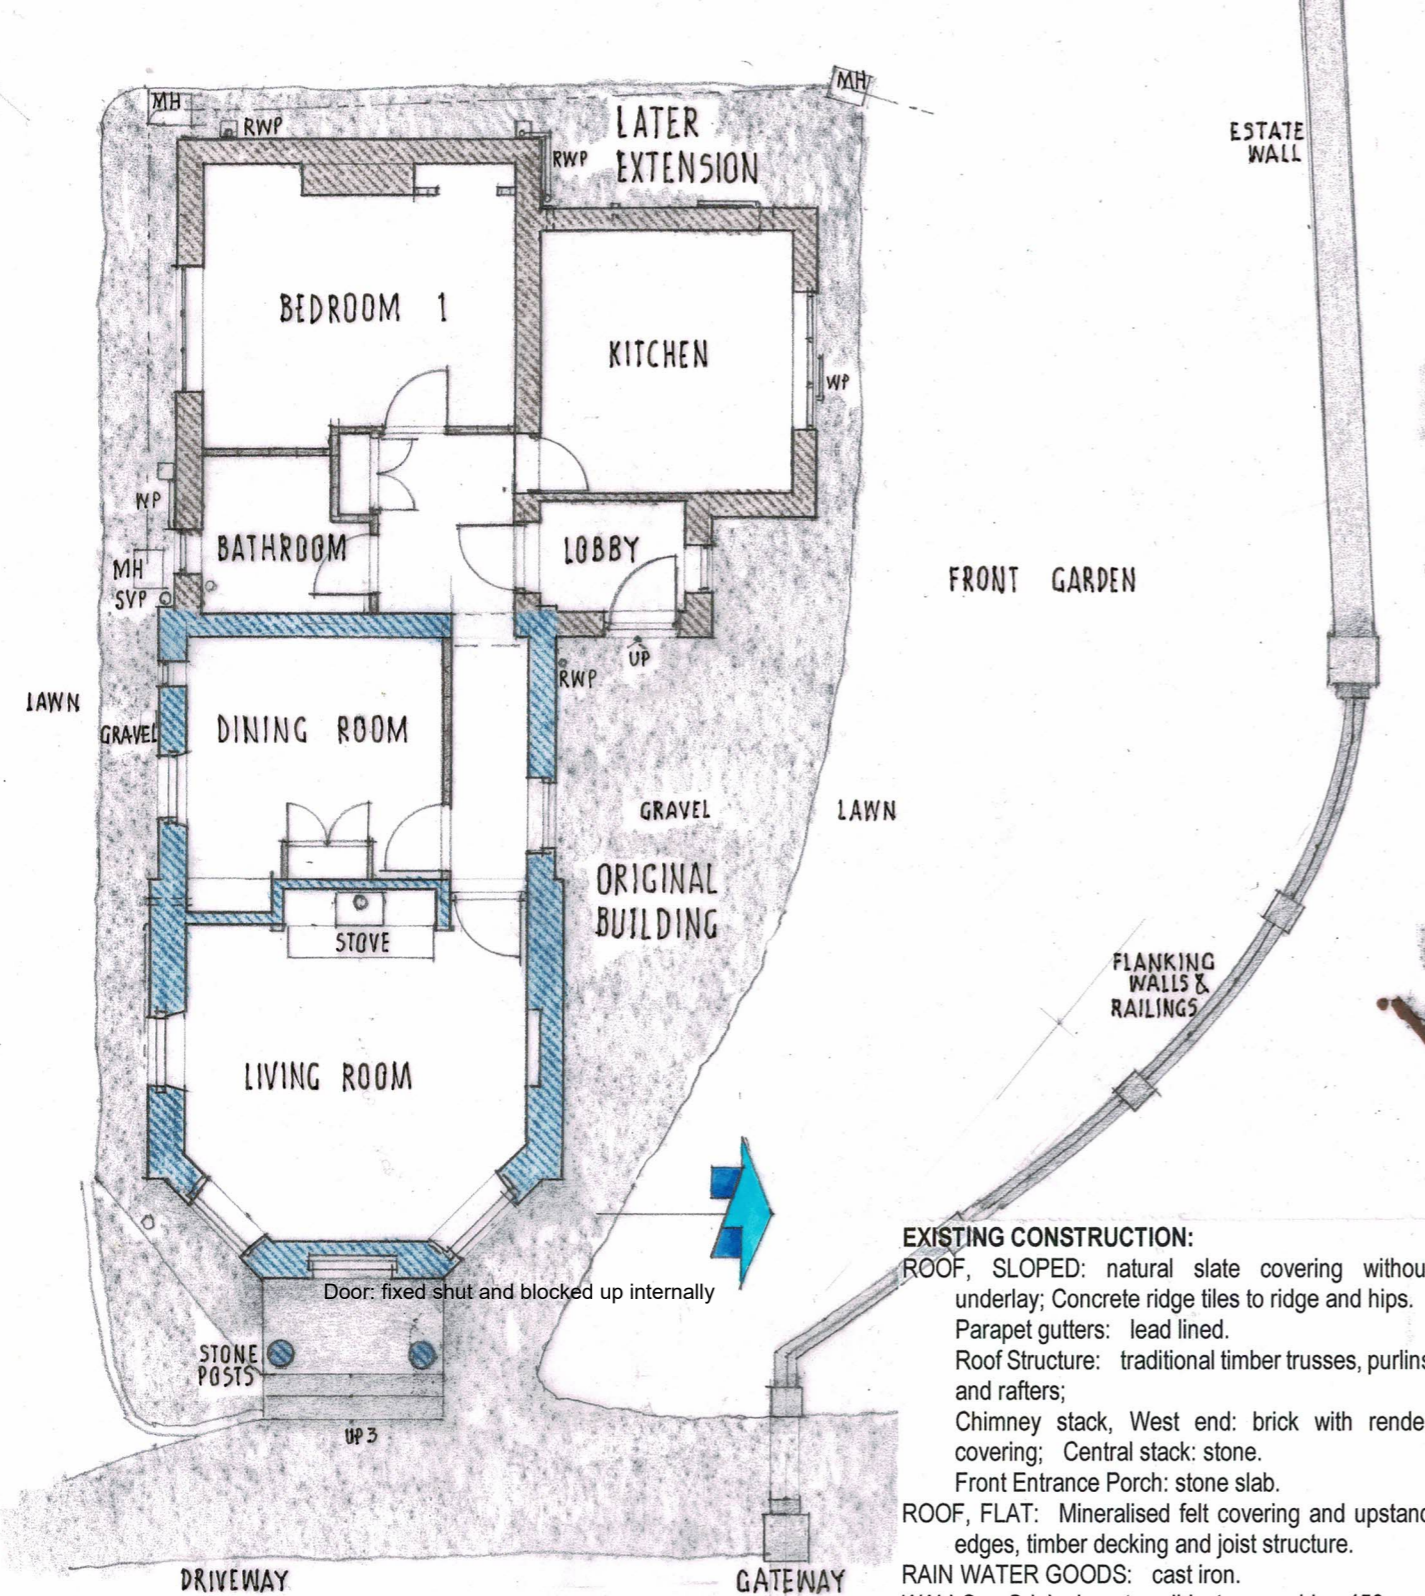 MH
MH
RWP
LATER
EXTENSION
RWP
ESTATE
WALL
BEDROOM 1
KITCHEN
WP
WP
BATHROOM
LOBBY
MH
SVP
FRONT GARDEN
UP
RWP
LAWN
GRAVEL
DINING ROOM
GRAVEL
LAWN
ORIGINAL
BUILDING
STOVE
FLANKING
WALLS &
RAILINGS
LIVING ROOM
Door: fixed shut and blocked up internally
STONE
POSTS
UP 3
DRIVEWAY
GATEWAY
EXISTING CONSTRUCTION:
ROOF, SLOPED: natural slate covering withou
underlay; Concrete ridge tiles to ridge and hips.
Parapet gutters: lead lined.
Roof Structure: traditional timber trusses, purlins
and rafters;
Chimney stack, West end: brick with rende
covering; Central stack: stone.
Front Entrance Porch: stone slab.
ROOF, FLAT: Mineralised felt covering and upstand
edges, timber decking and joist structure.
RAIN WATER GOODS: cast iron.